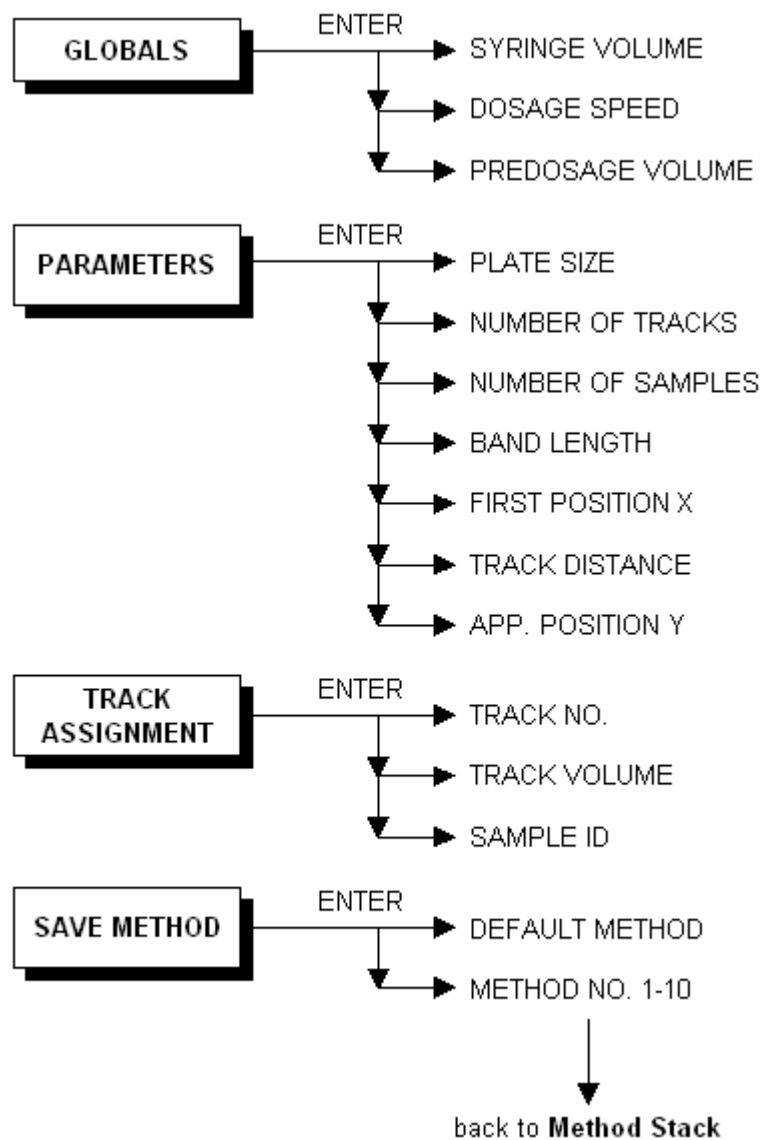 ENTER
GLOBALS
SYRINGE VOLUME
DOSAGE SPEED
PREDOSAGE VOLUME
ENTER
PARAMETERS
PLATE SIZE
NUMBER OF TRACKS
NUMBER OF SAMPLES
BAND LENGTH
FIRST POSITION X
TRACK DISTANCE
APP. POSITION Y
ENTER
TRACK
ASSIGNMENT
TRACK NO.
TRACK VOLUME
SAMPLE ID
ENTER
SAVE METHOD
DEFAULT METHOD
METHOD NO. 1-10
back to Method Stack